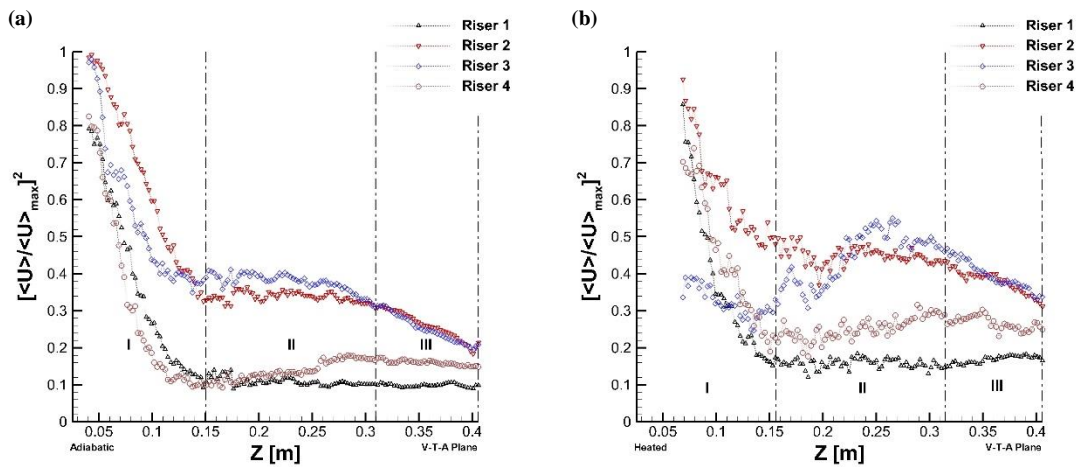 (a)
Riser 1
Riser 2
Riser 3
Riser 4
[<U>/<U>max]²
1
0.9
0.8
0.7
0.6
0.5
0.4
0.3
0.2
0.1
0
I
II
III
0.05
0.1
0.15
0.2
0.25
0.3
0.35
0.4
Adiabatic
Z [m]
V-T-A Plane
(b)
Riser 1
Riser 2
Riser 3
Riser 4
[<U>/<U>max]²
1
0.9
0.8
0.7
0.6
0.5
0.4
0.3
0.2
0.1
0
I
II
III
0.05
0.1
0.15
0.2
0.25
0.3
0.35
0.4
Heated
Z [m]
V-T-A Plane